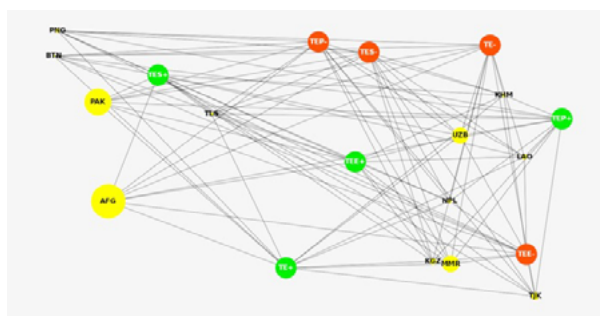 PNG
BTN
TEP-
TES-
TE-
TES+
PAK
TLS
KHM
TEP+
UZB
LAO
TEE+
AFG
NPL
TEE-
KGZ
MMR
TE+
TJK